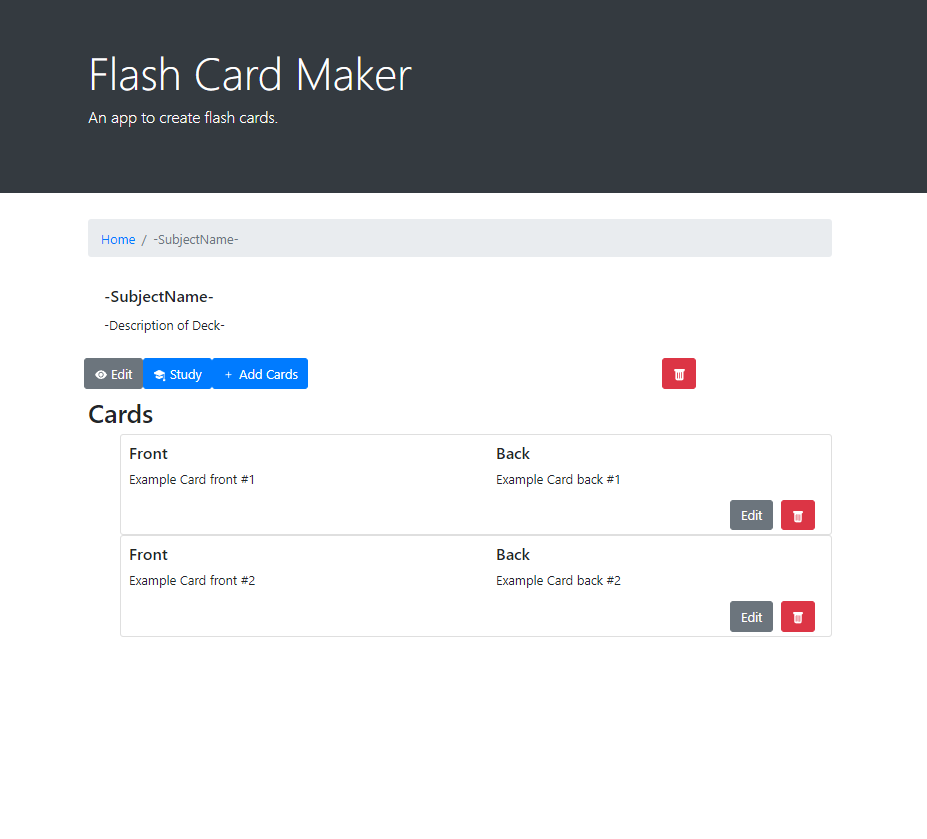 Flash Card Maker
An app to create flash cards.
Home / -SubjectName-
-SubjectName-
-Description of Deck-
Edit Study + Add Cards
Cards
Front Back
Example Card front #1 Example Card back #1
Edit
Front Back
Example Card front #2 Example Card back #2
Edit